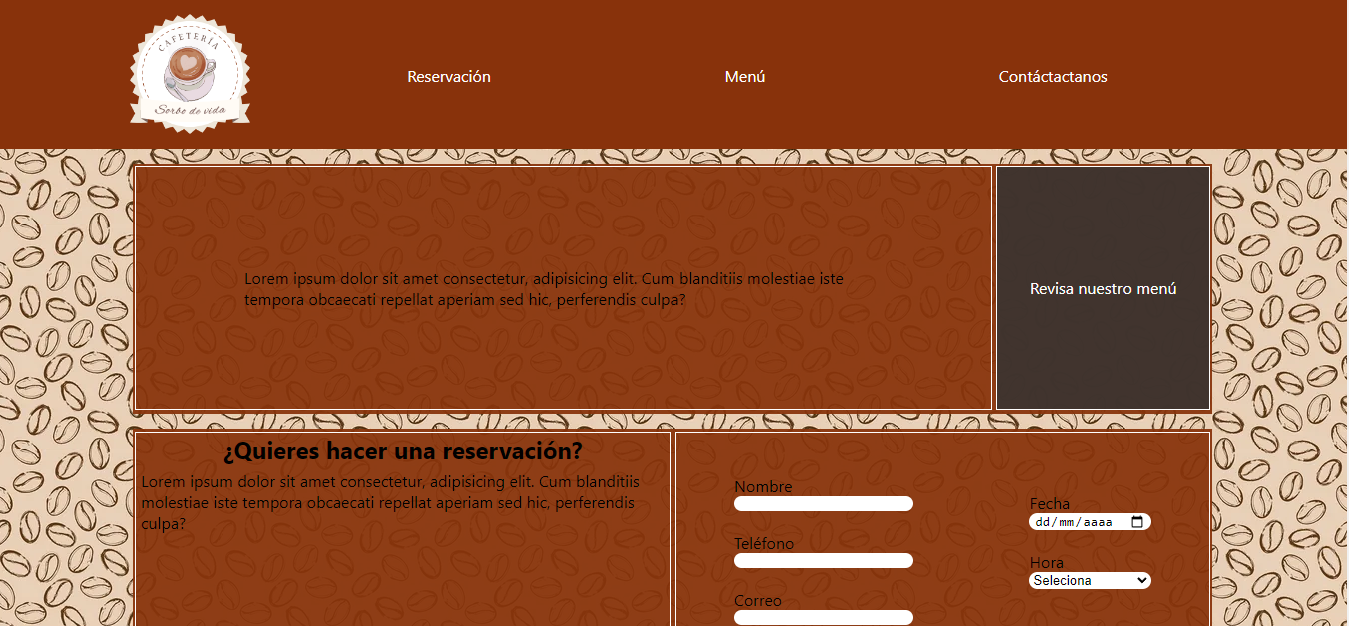 CAFETERÍA
Sorbo de vida
Reservación
Menú
Contáctactanos
Lorem ipsum dolor sit amet consectetur, adipisicing elit. Cum blanditiis molestiae iste
tempora obcaecati repellat aperiam sed hic, perferendis culpa?
Revisa nuestro menú
¿Quieres hacer una reservación?
Lorem ipsum dolor sit amet consectetur, adipisicing elit. Cum blanditiis
molestiae iste tempora obcaecati repellat aperiam sed hic, perferendis
culpa?
Nombre
Teléfono
Correo
Fecha
dd/mm/aaaa
Hora
Seleciona